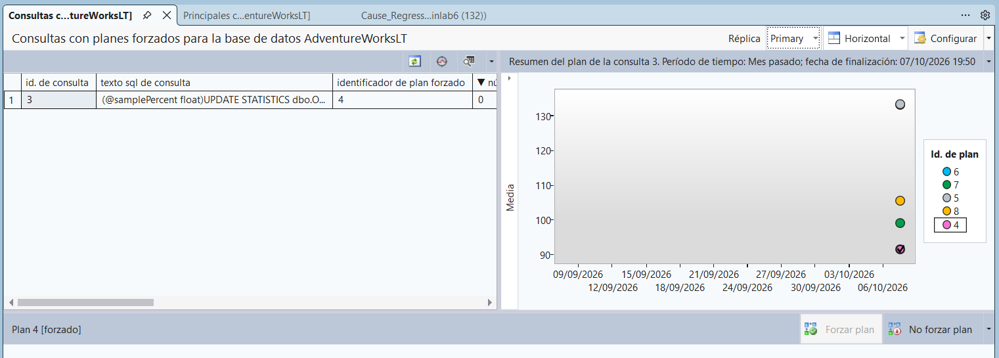 Consultas c...tureWorksLT]
Principales c...entureWorksLT]
Cause_Regress...inlab6 (132))
Consultas con planes forzados para la base de datos AdventureWorksLT
Réplica
Primary
Horizontal
Configurar
Resumen del plan de la consulta 3. Período de tiempo: Mes pasado; fecha de finalización: 07/10/2026 19:50
id. de consulta
texto sql de consulta
identificador de plan forzado
nú
1
3
(@samplePercent float)UPDATE STATISTICS dbo.O...
4
0
Media
130
120
110
100
90
09/09/2026
15/09/2026
21/09/2026
27/09/2026
03/10/2026
12/09/2026
18/09/2026
24/09/2026
30/09/2026
06/10/2026
Id. de plan
6
7
5
8
4
Plan 4 [forzado]
Forzar plan
No forzar plan